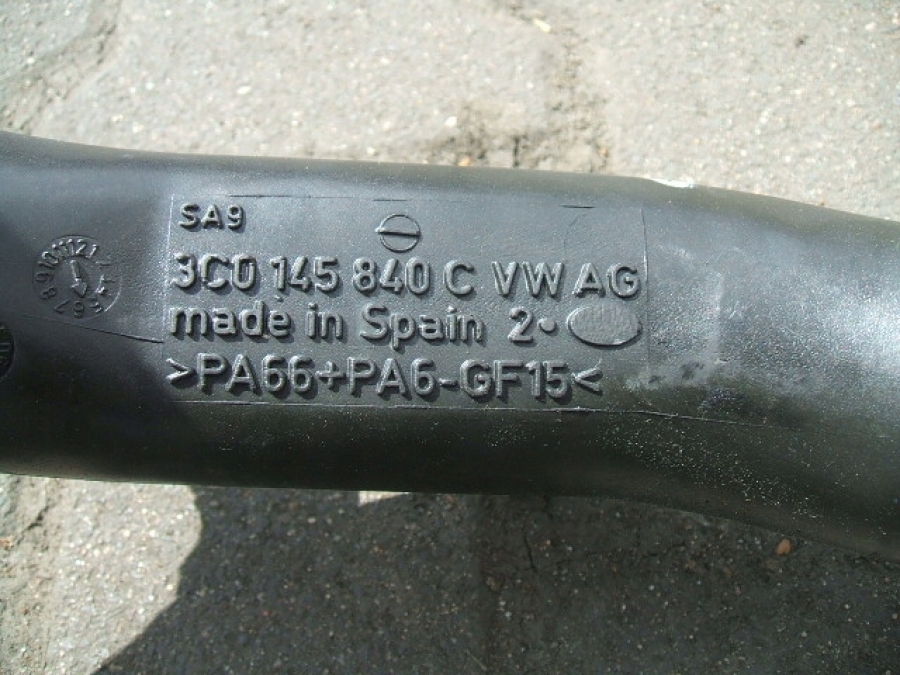 SA9
3C0 145 840 C VW AG
made in Spain 2•
>PA66+PA6-GF15<